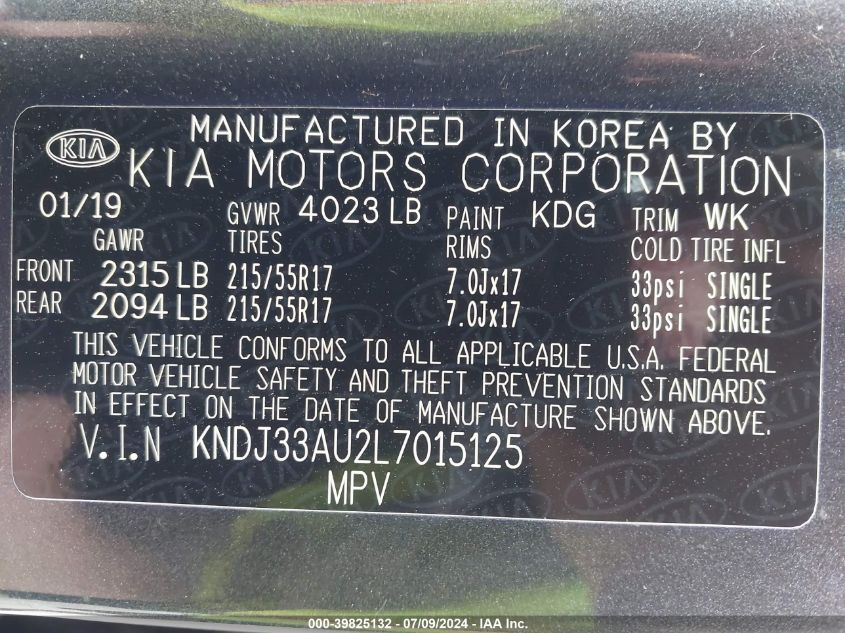 MANUFACTURED IN KOREA BY
KIA KIA MOTORS CORPORATION
01/19 GVWR 4023 LB PAINT KDG TRIM WK
GAWR TIRES RIMS COLD TIRE INFL
FRONT 2315 LB 215/55R17 7.0Jx17 33psi SINGLE
REAR 2094 LB 215/55R17 7.0Jx17 33psi SINGLE
THIS VEHICLE CONFORMS TO ALL APPLICABLE U.S.A. FEDERAL
MOTOR VEHICLE SAFETY AND THEFT PREVENTION STANDARDS
IN EFFECT ON THE DATE OF MANUFACTURE SHOWN ABOVE.
V.I.N KNDJ33AU2L7015125
MPV
000-39825132 - 07/09/2024 - IAA Inc.